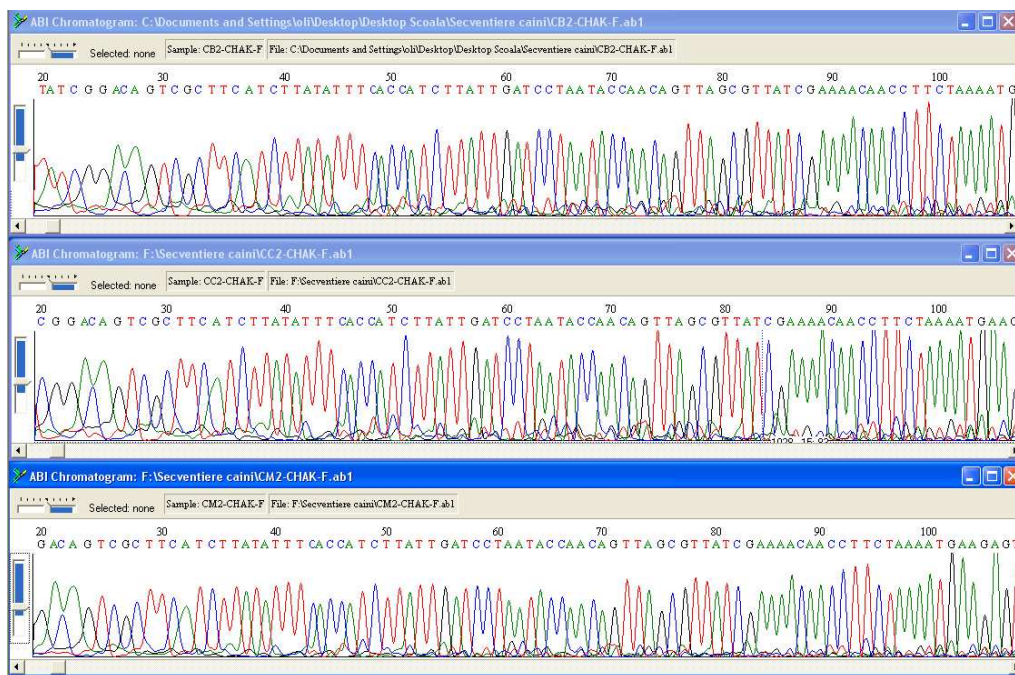 ABI Chromatogram: C:\Documents and Settings\oli\Desktop\Desktop Scoala\Secventiere caini\CB2-CHAK-F.ab1
Selected: none Sample: CB2-CHAK-F File: C:\Documents and Settings\oli\Desktop\Desktop Scoala\Secventiere caini\CB2-CHAK-F.ab1
20 30 40 50 60 70 80 90 100
TATCGGACAGTCGCTTCATCTTATATTTCACCATCTTATTGATCCTAATACCAACAGTTAGCGTTATCGAAAACAACCTTCTAAAATG
ABI Chromatogram: F:\Secventiere caini\CC2-CHAK-F.ab1
Selected: none Sample: CC2-CHAK-F File: F:\Secventiere caini\CC2-CHAK-F.ab1
20 30 40 50 60 70 80 90 100
CGGACAGTCGCTTCATCTTATATTTCACCATCTTATTGATCCTAATACCAACAGTTAGCGTTATCGAAAACAACCTTCTAAAATGAAG
ABI Chromatogram: F:\Secventiere caini\CM2-CHAK-F.ab1
Selected: none Sample: CM2-CHAK-F File: F:\Secventiere caini\CM2-CHAK-F.ab1
20 30 40 50 60 70 80 90 100
GACAGTCGCTTCATCTTATATTTCACCATCTTATTGATCCTAATACCAACAGTTAGCGTTATCGAAAACAACCTTCTAAAATGAAGAGT